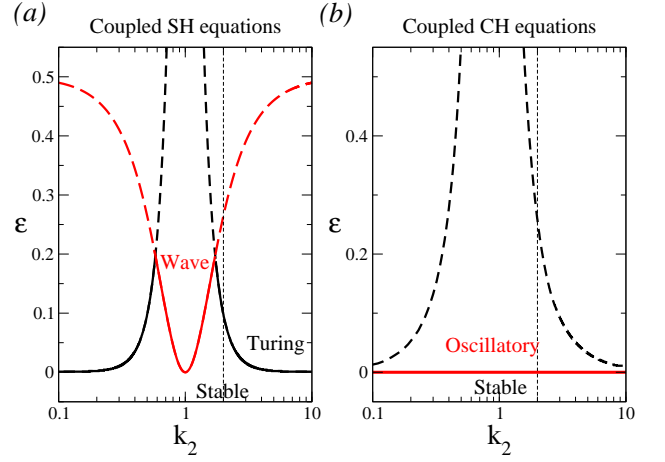 (a) Coupled SH equations
0.5
0.4
0.3
ε
0.2
0.1
0
Wave
Turing
Stable
0.1 1 10
k2
(b) Coupled CH equations
0.4
0.2
0
Oscillatory
Stable
0.1 1 10
k2
ε